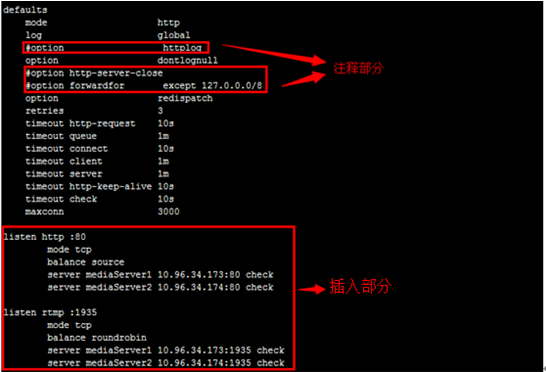 defaults
mode http
log global
#option httplog
option dontlognull
#option http-server-close
#option forwardfor except 127.0.0.0/8
option redispatch
retries 3
timeout http-request 10s
timeout queue 1m
timeout connect 10s
timeout client 1m
timeout server 1m
timeout http-keep-alive 10s
timeout check 10s
maxconn 3000
注释部分
listen http :80
mode tcp
balance source
server mediaServer1 10.96.34.173:80 check
server mediaServer2 10.96.34.174:80 check
listen rtmp :1935
mode tcp
balance roundrobin
server mediaServer1 10.96.34.173:1935 check
server mediaServer2 10.96.34.174:1935 check
插入部分